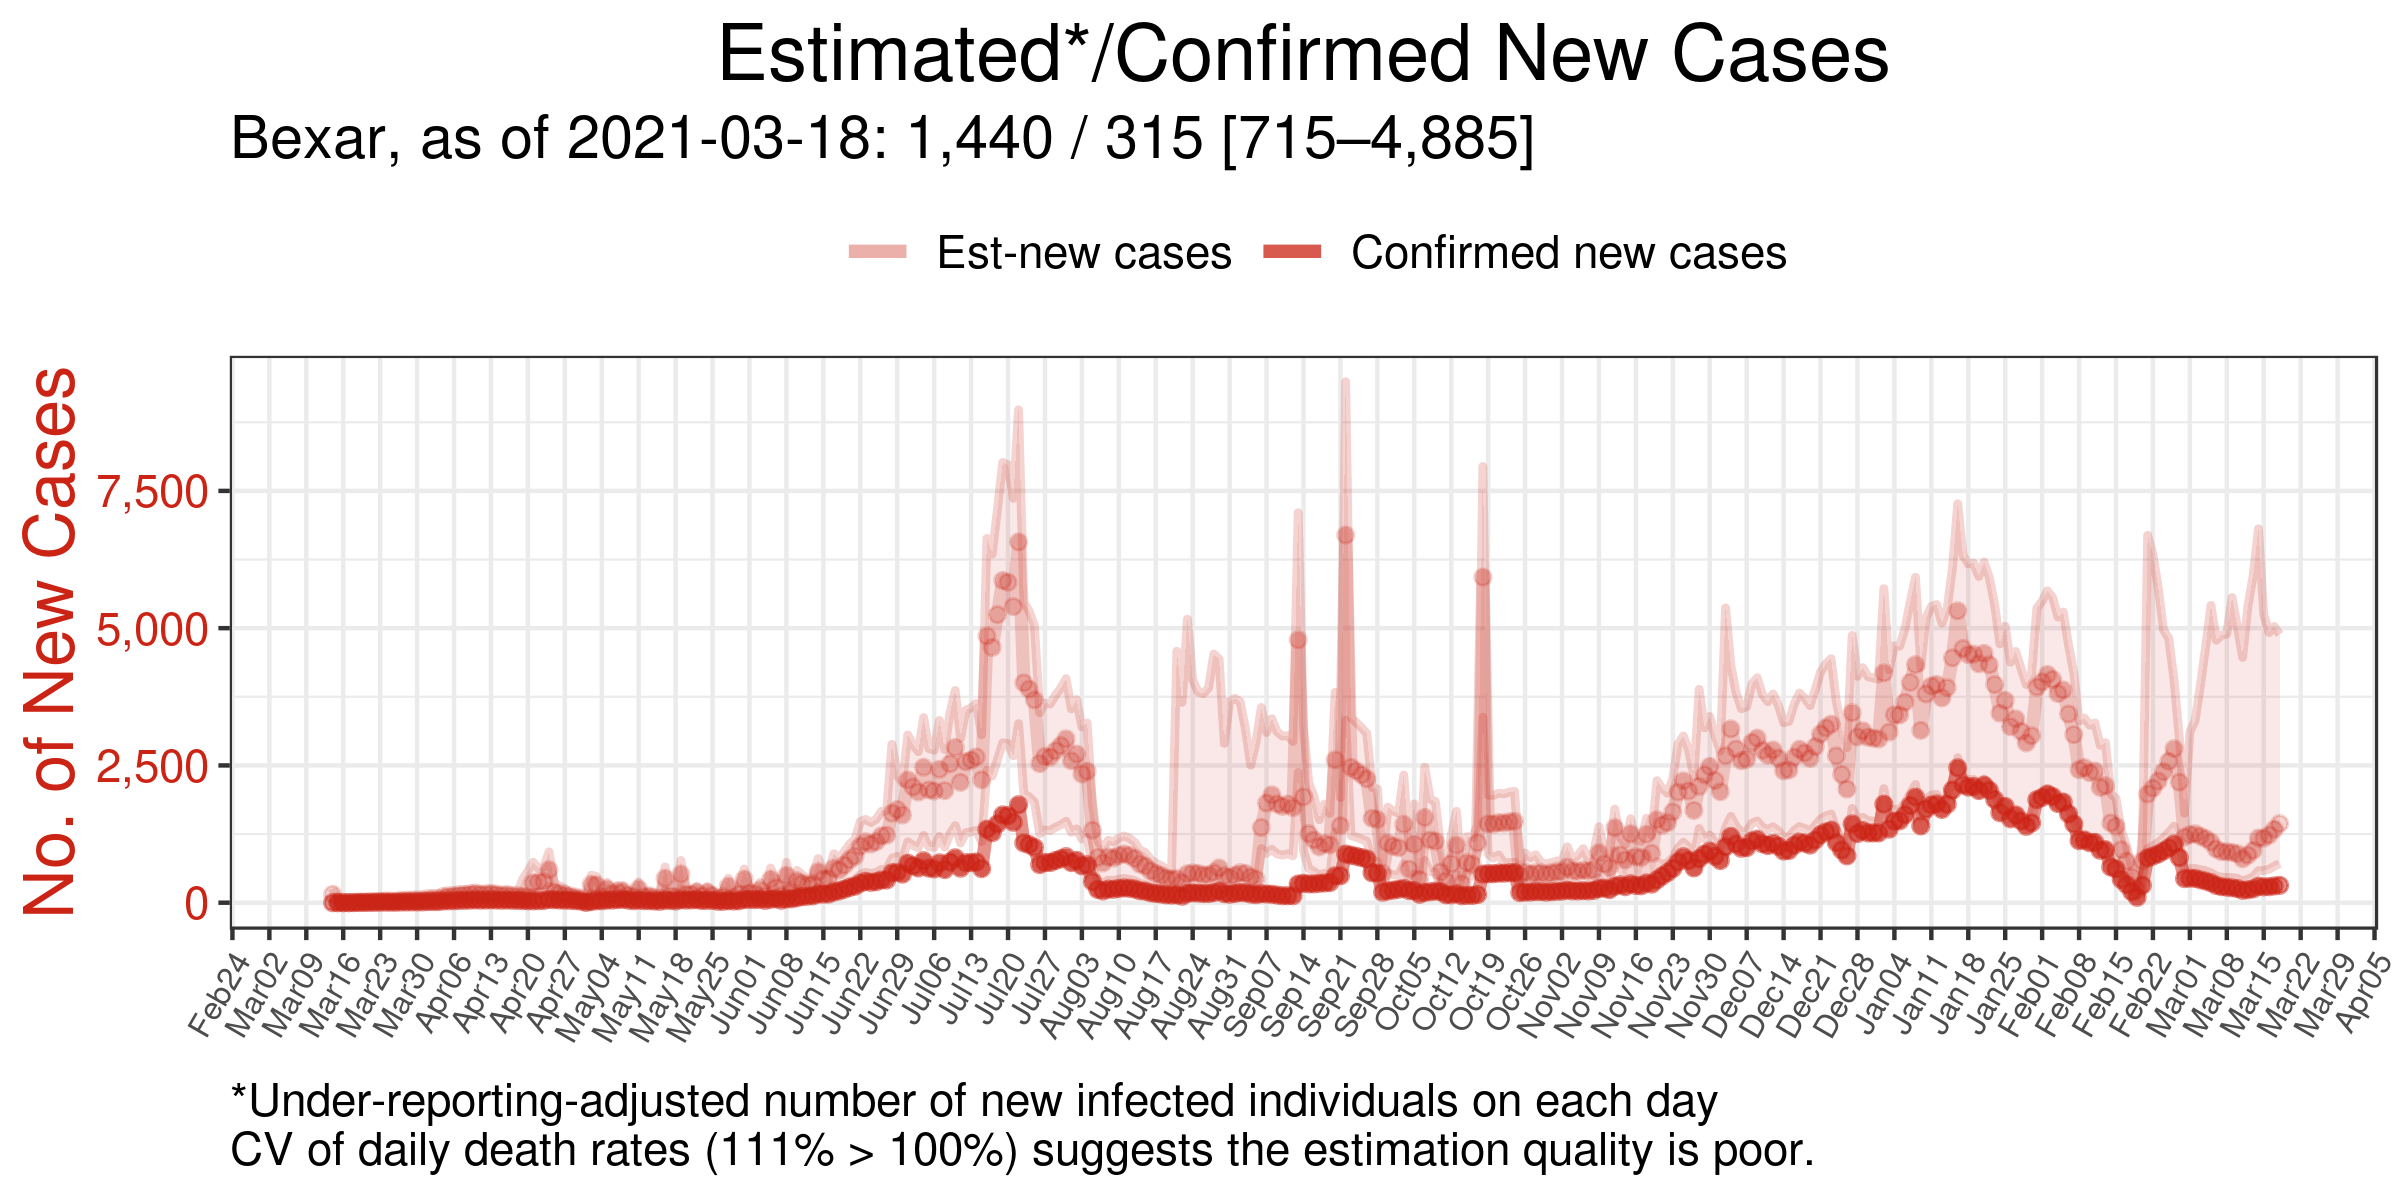 Estimated*/Confirmed New Cases
Bexar, as of 2021-03-18: 1,440 / 315 [715–4,885]
Est-new cases Confirmed new cases
No. of New Cases
7,500
5,000
2,500
0
Feb24 Mar02 Mar09 Mar16 Mar23 Mar30 Apr06 Apr13 Apr20 Apr27 May04 May11 May18 May25 Jun01 Jun08 Jun15 Jun22 Jun29 Jul06 Jul13 Jul20 Jul27 Aug03 Aug10 Aug17 Aug24 Aug31 Sep07 Sep14 Sep21 Sep28 Oct05 Oct12 Oct19 Oct26 Nov02 Nov09 Nov16 Nov23 Nov30 Dec07 Dec14 Dec21 Dec28 Jan04 Jan11 Jan18 Jan25 Feb01 Feb08 Feb15 Feb22 Mar01 Mar08 Mar15 Mar22 Mar29 Apr05
*Under-reporting-adjusted number of new infected individuals on each day
CV of daily death rates (111% > 100%) suggests the estimation quality is poor.